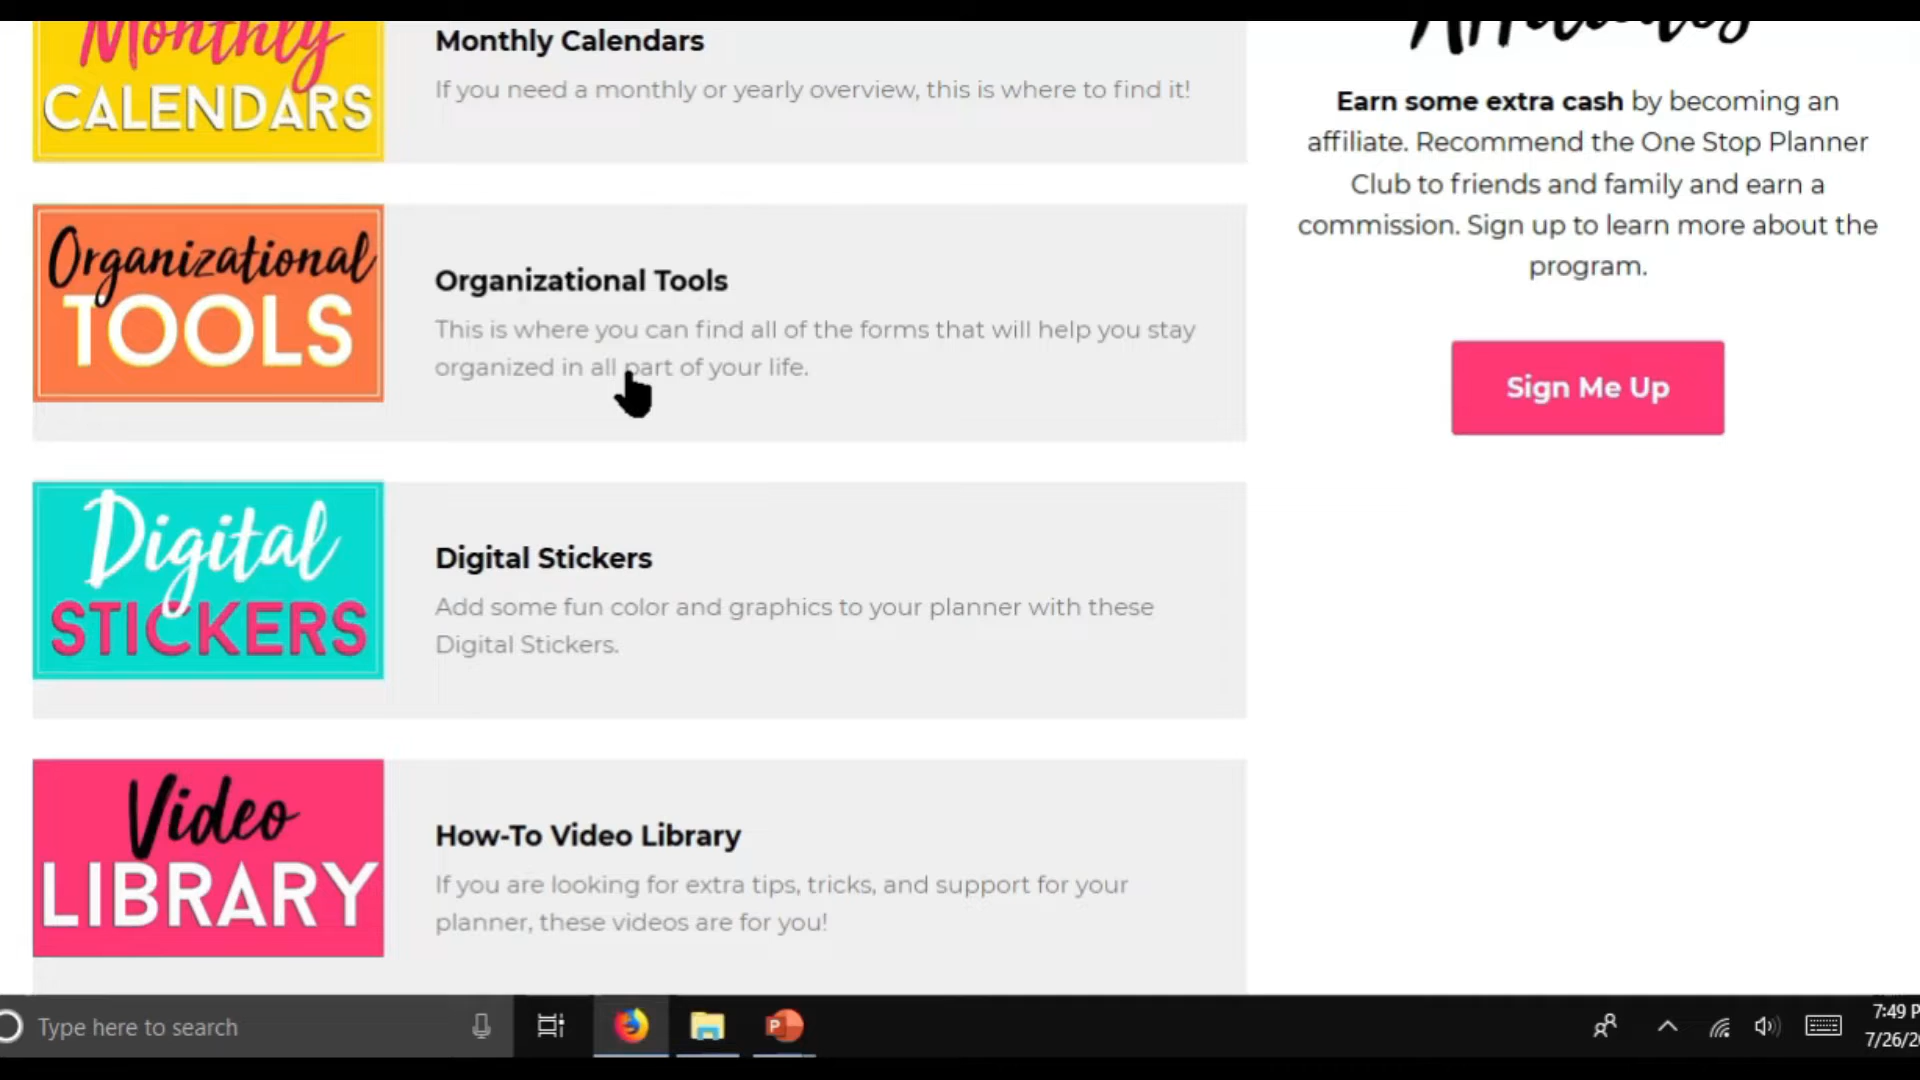 Monthly
CALENDARS
Monthly Calendars
If you need a monthly or yearly overview, this is where to find it!
Organizational
TOOLS
Organizational Tools
This is where you can find all of the forms that will help you stay
organized in all part of your life.
Digital
STICKERS
Digital Stickers
Add some fun color and graphics to your planner with these
Digital Stickers.
Video
LIBRARY
How-To Video Library
If you are looking for extra tips, tricks, and support for your
planner, these videos are for you!
Affiliates
Earn some extra cash by becoming an
affiliate. Recommend the One Stop Planner
Club to friends and family and earn a
commission. Sign up to learn more about the
program.
Sign Me Up
Type here to search
P
7:49 P
7/26/20